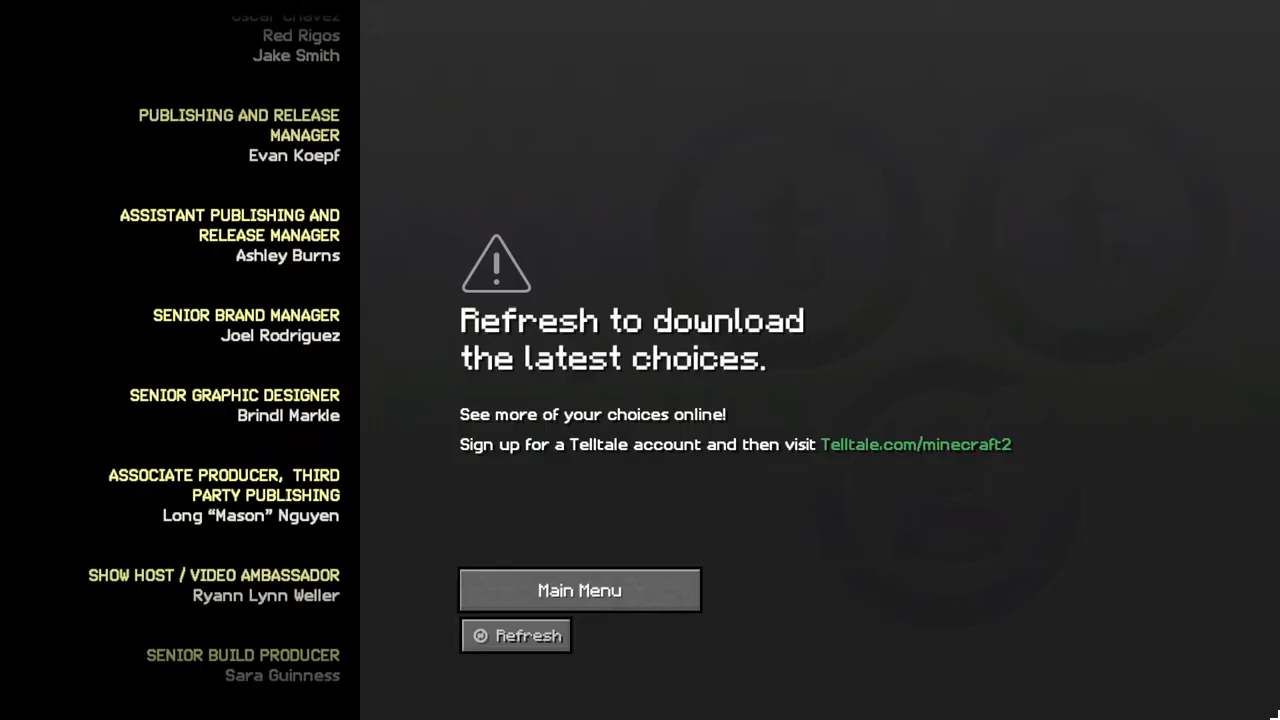 Oscar Chavez
Red Rigos
Jake Smith
PUBLISHING AND RELEASE
MANAGER
Evan Koepf
ASSISTANT PUBLISHING AND
RELEASE MANAGER
Ashley Burns
SENIOR BRAND MANAGER
Joel Rodriguez
SENIOR GRAPHIC DESIGNER
Brindl Markle
ASSOCIATE PRODUCER, THIRD
PARTY PUBLISHING
Long “Mason” Nguyen
SHOW HOST / VIDEO AMBASSADOR
Ryann Lynn Weller
SENIOR BUILD PRODUCER
Sara Guinness
Refresh to download
the latest choices.
See more of your choices online!
Sign up for a Telltale account and then visit Telltale.com/minecraft2
Main Menu
Refresh